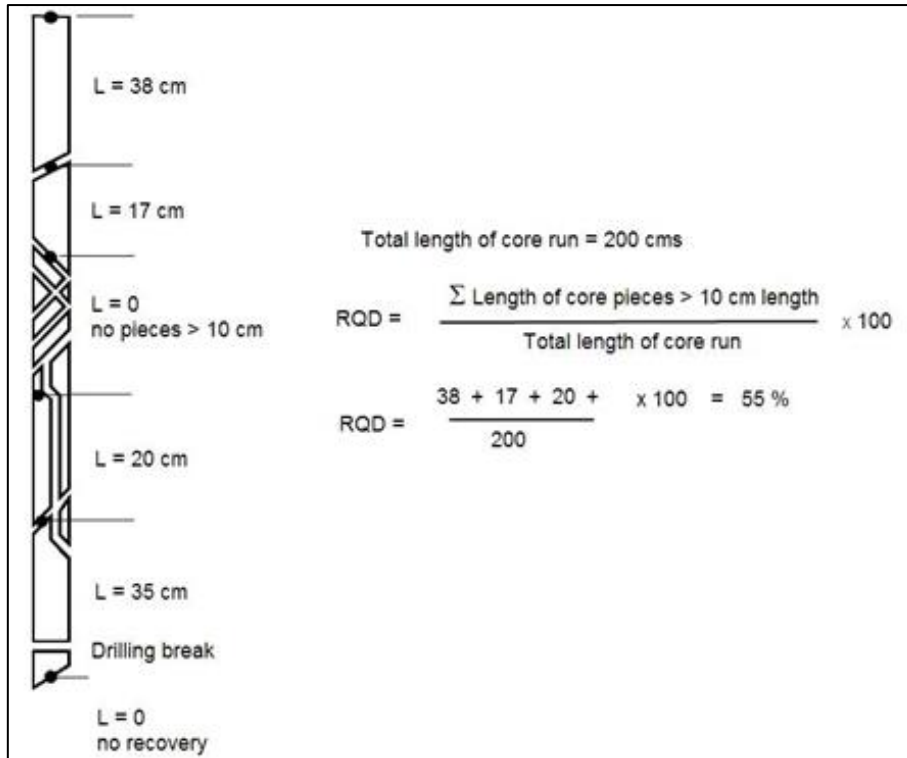 L = 38 cm
L = 17 cm
L = 0
no pieces > 10 cm
L = 20 cm
L = 35 cm
Drilling break
L = 0
no recovery
Total length of core run = 200 cms
RQD = Σ Length of core pieces > 10 cm length x 100
Total length of core run
RQD = 38 + 17 + 20 + x 100 = 55 %
200